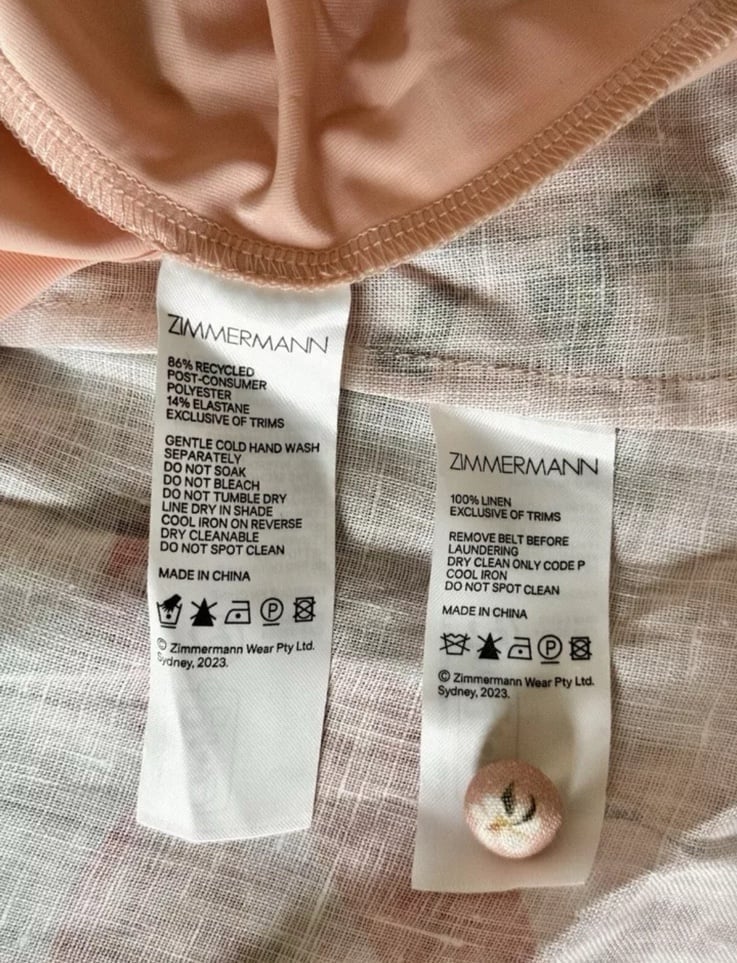 ZIMMERMANN
86% RECYCLED
POST-CONSUMER
POLYESTER
14% ELASTANE
EXCLUSIVE OF TRIMS
GENTLE COLD HAND WASH
SEPARATELY
DO NOT SOAK
DO NOT BLEACH
DO NOT TUMBLE DRY
LINE DRY IN SHADE
COOL IRON ON REVERSE
DRY CLEANABLE
DO NOT SPOT CLEAN
MADE IN CHINA
P
© Zimmermann Wear Pty Ltd.
Sydney, 2023.
ZIMMERMANN
100% LINEN
EXCLUSIVE OF TRIMS
REMOVE BELT BEFORE
LAUNDERING
DRY CLEAN ONLY CODE P
COOL IRON
DO NOT SPOT CLEAN
MADE IN CHINA
P
© Zimmermann Wear Pty Ltd.
Sydney, 2023.